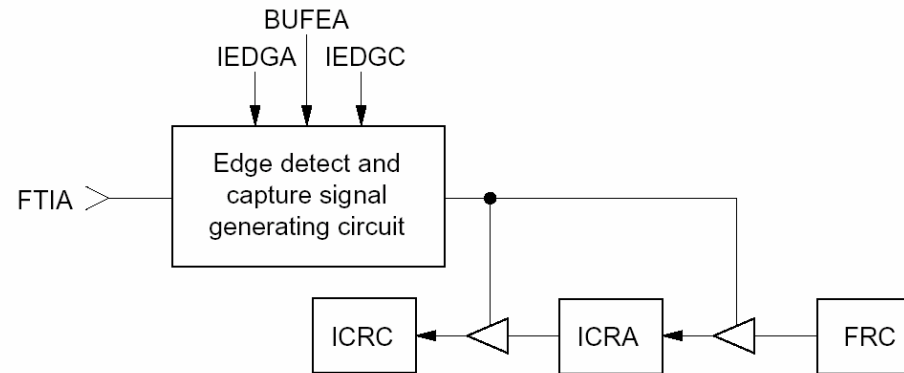 BUFEA
IEDGA IEDGC
FTIA
Edge detect and
capture signal
generating circuit
ICRC ICRA FRC